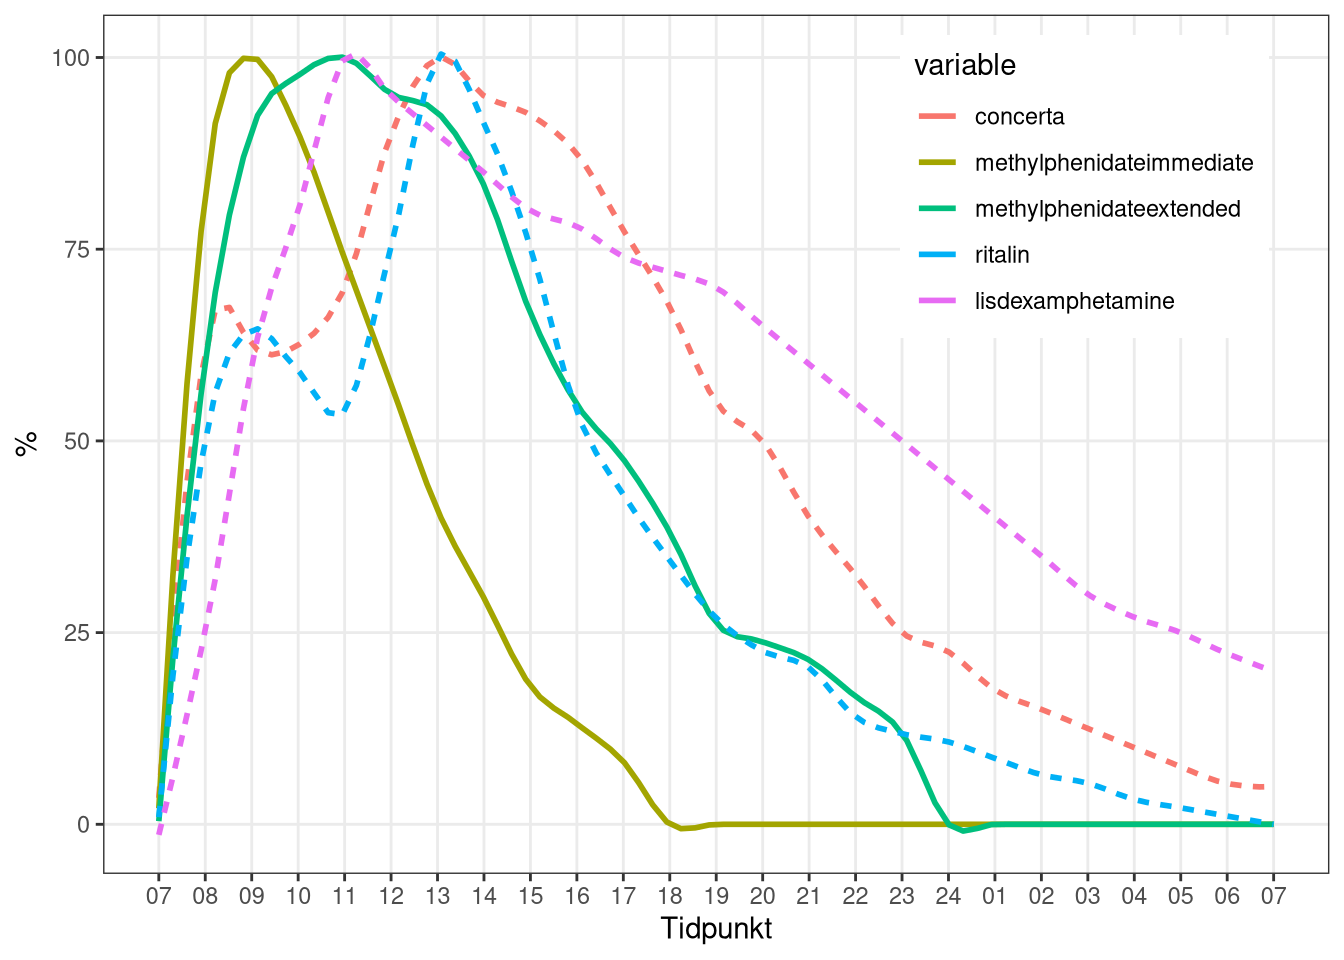 variable
concerta
methylphenidateimmediate
methylphenidateextended
ritalin
lisdexamphetamine
%
100
75
50
25
0
07 08 09 10 11 12 13 14 15 16 17 18 19 20 21 22 23 24 01 02 03 04 05 06 07
Tidpunkt